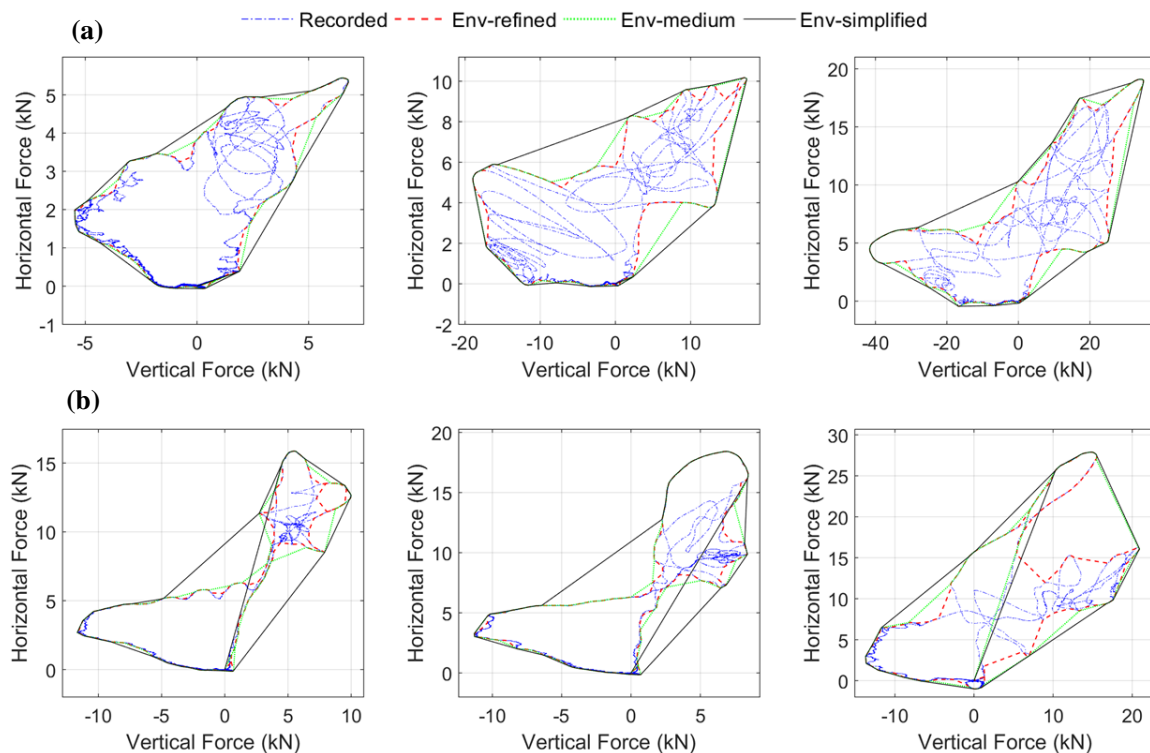 Recorded Env-refined Env-medium Env-simplified
(a)
Horizontal Force (kN)
5
4
3
2
1
0
-1
-5 0 5
Vertical Force (kN)
Horizontal Force (kN)
10
8
6
4
2
0
-2
-20 -10 0 10
Vertical Force (kN)
Horizontal Force (kN)
20
15
10
5
0
-40 -20 0 20
Vertical Force (kN)
(b)
Horizontal Force (kN)
15
10
5
0
-10 -5 0 5 10
Vertical Force (kN)
Horizontal Force (kN)
20
15
10
5
0
-10 -5 0 5
Vertical Force (kN)
Horizontal Force (kN)
30
25
20
15
10
5
0
-10 0 10 20
Vertical Force (kN)